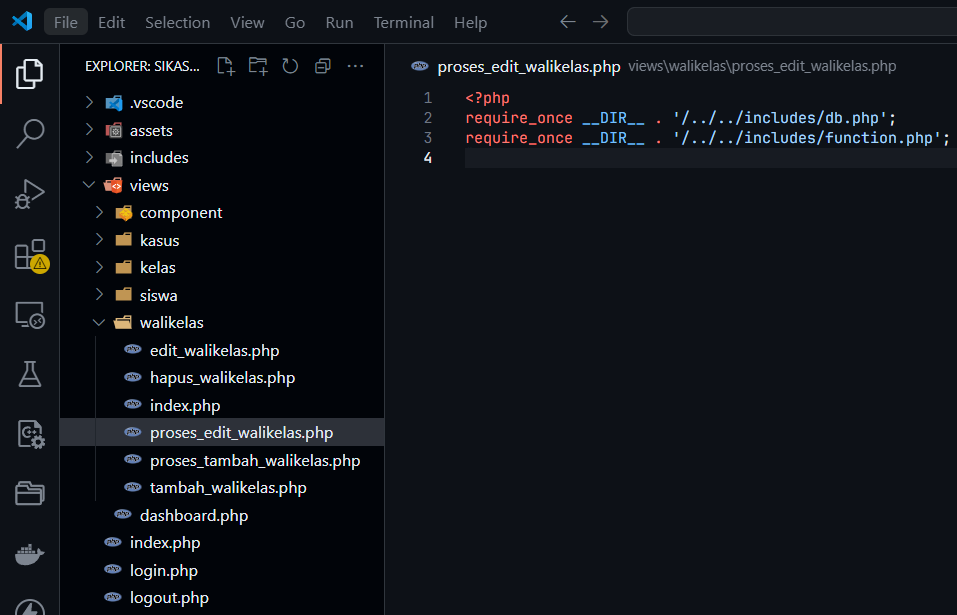 File Edit Selection View Go Run Terminal Help
EXPLORER: SIKAS...
.vscode
assets
includes
views
component
kasus
kelas
siswa
walikelas
edit_walikelas.php
hapus_walikelas.php
index.php
proses_edit_walikelas.php
proses_tambah_walikelas.php
tambah_walikelas.php
dashboard.php
index.php
login.php
logout.php
proses_edit_walikelas.php views\walikelas\proses_edit_walikelas.php
1 <?php
2 require_once __DIR__ . '/../../includes/db.php';
3 require_once __DIR__ . '/../../includes/function.php';
4